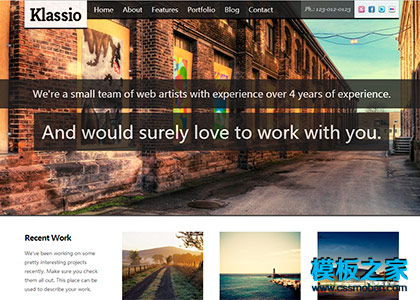 Klassio
Home About Features Portfolio Blog Contact
Ph.: 123-012-0123
We're a small team of web artists with experience over 4 years of experience.
And would surely love to work with you.
Recent Work
We've been working on some
pretty interesting projects
recently. Make sure you check
them all out. This place can be
used to describe your work.
模板之家
www.cssmoban.com